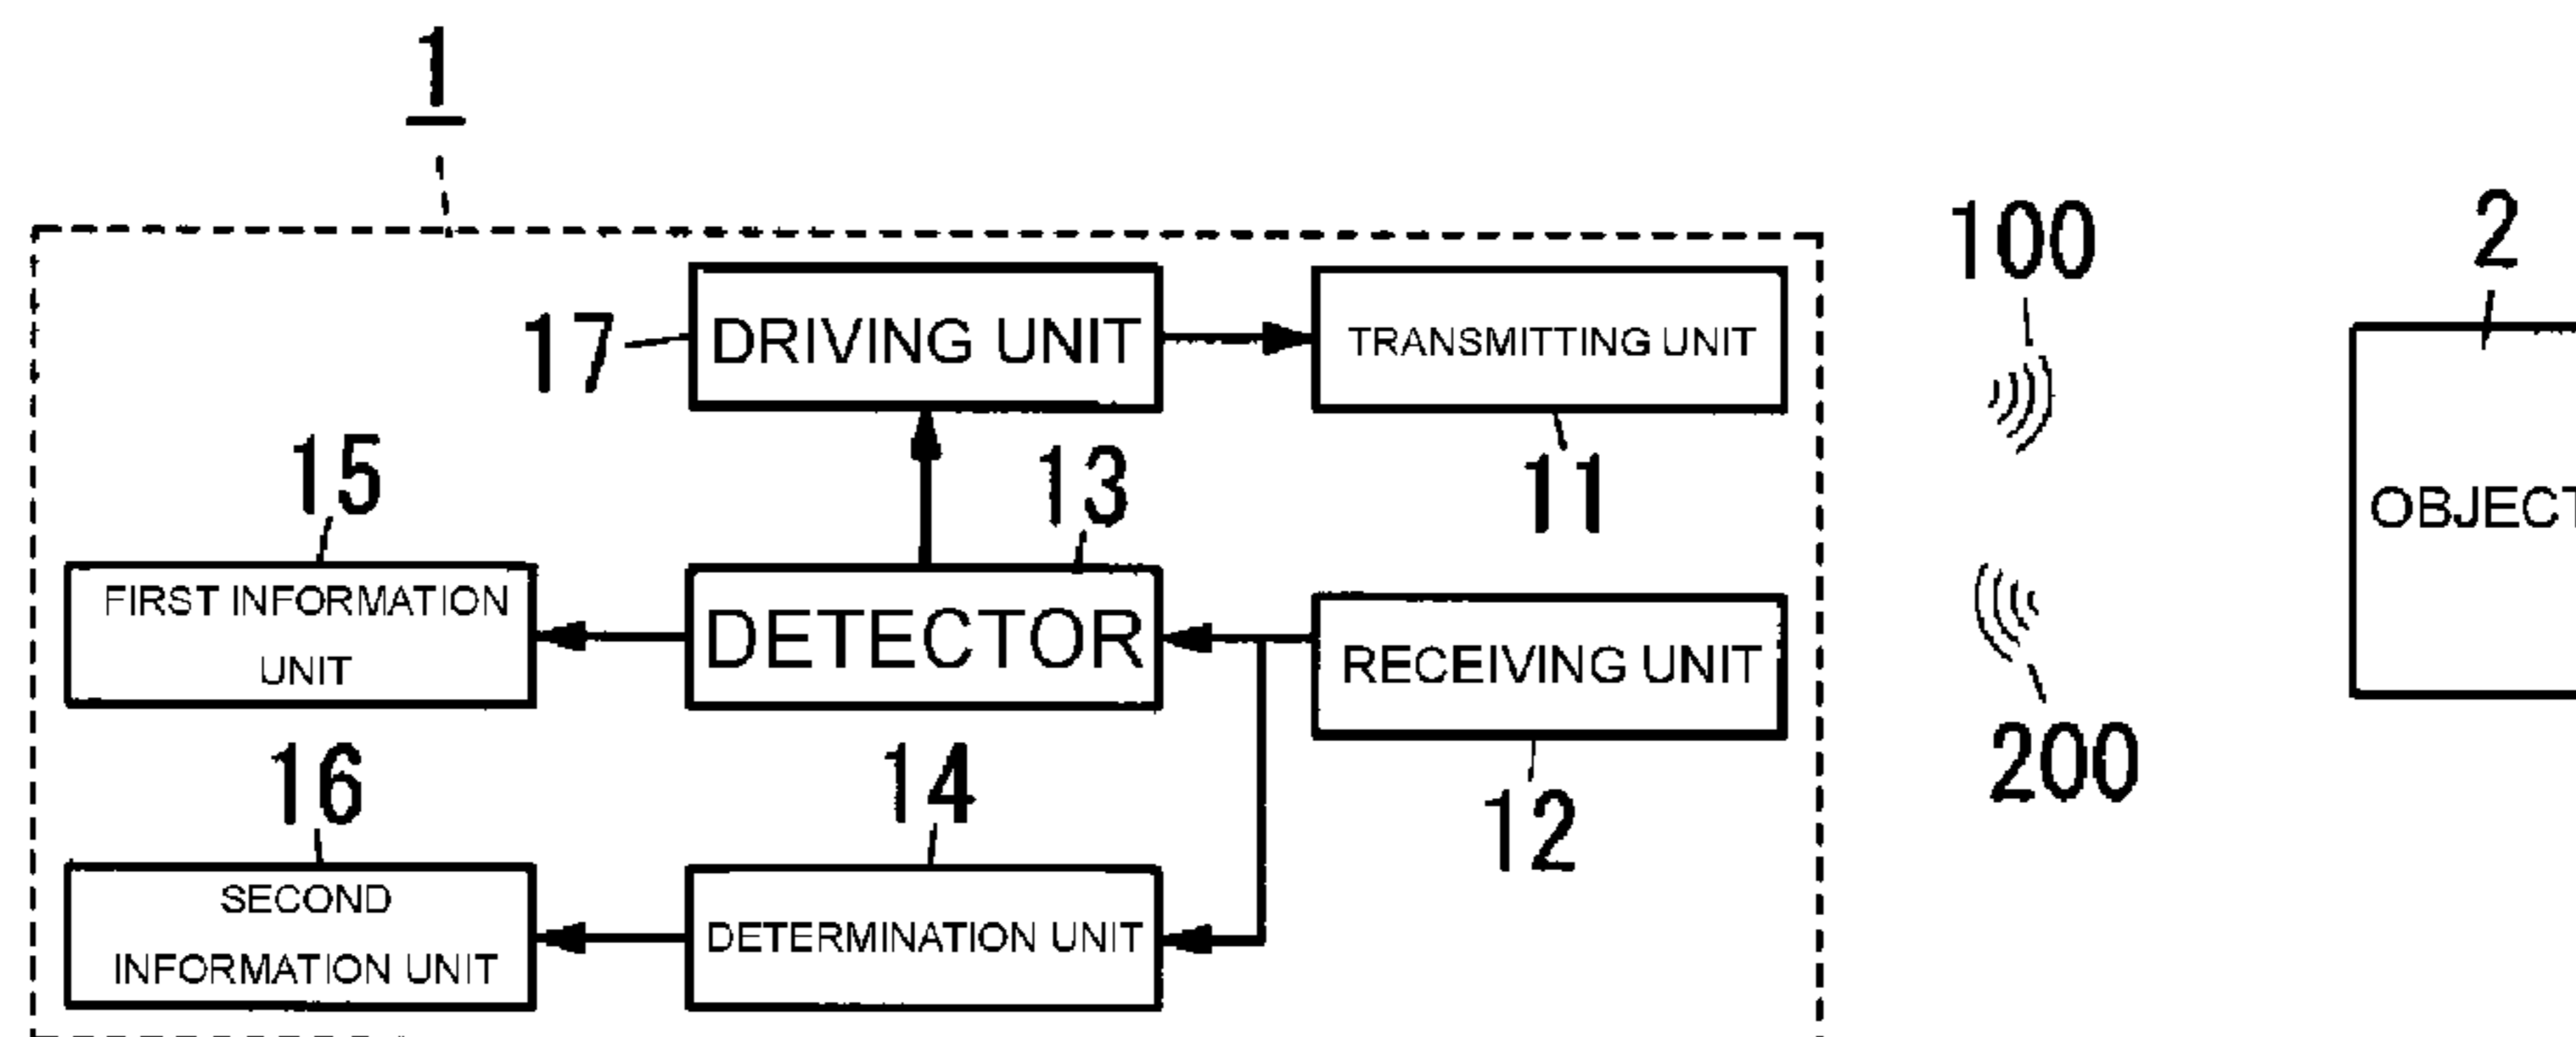 1
100
2
17
DRIVING UNIT
TRANSMITTING UNIT
15
13
11
OBJECT
FIRST INFORMATION
UNIT
DETECTOR
RECEIVING UNIT
16
14
12
200
SECOND
INFORMATION UNIT
DETERMINATION UNIT